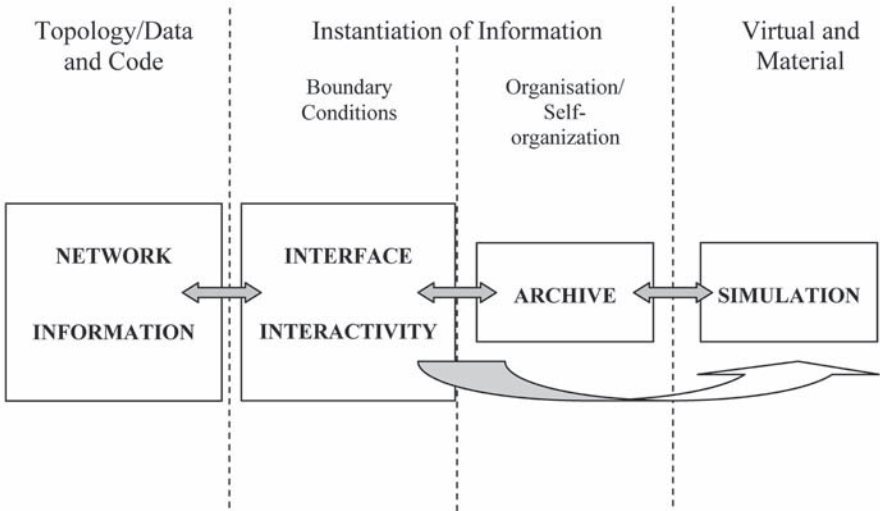 Topology/Data
and Code
Instantiation of Information
Virtual and
Material
Boundary
Conditions
Organisation/
Self-
organization
NETWORK
INFORMATION
INTERFACE
INTERACTIVITY
ARCHIVE
SIMULATION